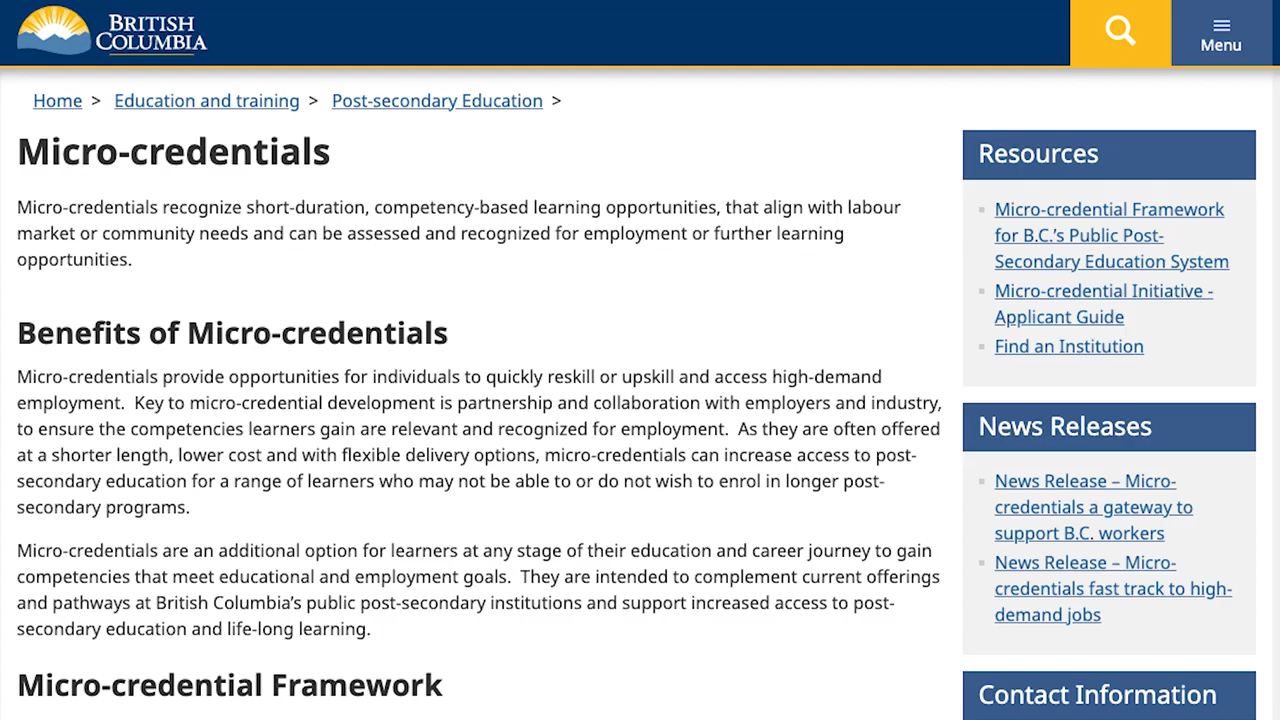 BRITISH
COLUMBIA
Menu
Home > Education and training > Post-secondary Education >
Micro-credentials
Micro-credentials recognize short-duration, competency-based learning opportunities, that align with labour
market or community needs and can be assessed and recognized for employment or further learning
opportunities.
Benefits of Micro-credentials
Micro-credentials provide opportunities for individuals to quickly reskill or upskill and access high-demand
employment.  Key to micro-credential development is partnership and collaboration with employers and industry,
to ensure the competencies learners gain are relevant and recognized for employment.  As they are often offered
at a shorter length, lower cost and with flexible delivery options, micro-credentials can increase access to post-
secondary education for a range of learners who may not be able to or do not wish to enrol in longer post-
secondary programs.
Micro-credentials are an additional option for learners at any stage of their education and career journey to gain
competencies that meet educational and employment goals.  They are intended to complement current offerings
and pathways at British Columbia’s public post-secondary institutions and support increased access to post-
secondary education and life-long learning.
Micro-credential Framework
Resources
Micro-credential Framework
for B.C.’s Public Post-
Secondary Education System
Micro-credential Initiative -
Applicant Guide
Find an Institution
News Releases
News Release – Micro-
credentials a gateway to
support B.C. workers
News Release – Micro-
credentials fast track to high-
demand jobs
Contact Information